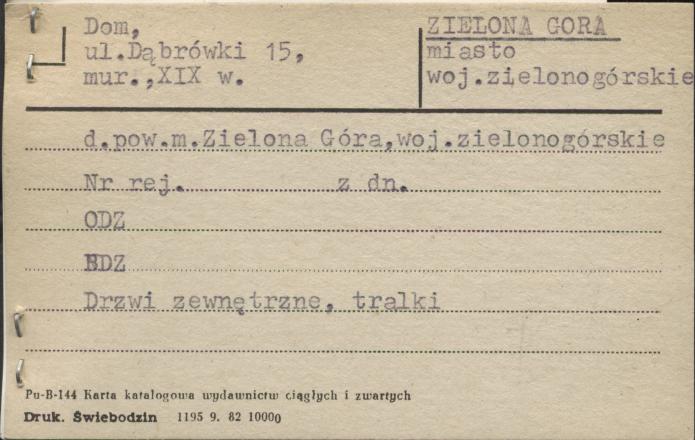 Dom,
ul.Dąbrówki 15,
mur.,XIX w.
ZIELONA GORA
miasto
woj.zielonogórskie
d.pow.m.Zielona Góra,woj.zielonogórskie
Nr rej. z dn.
ODZ
BDZ
Drzwi zewnętrzne, tralki
Pu-B-144 Karta katalogowa wydawnictw ciągłych i zwartych
Druk. Świebodzin 1195 9. 82 10000